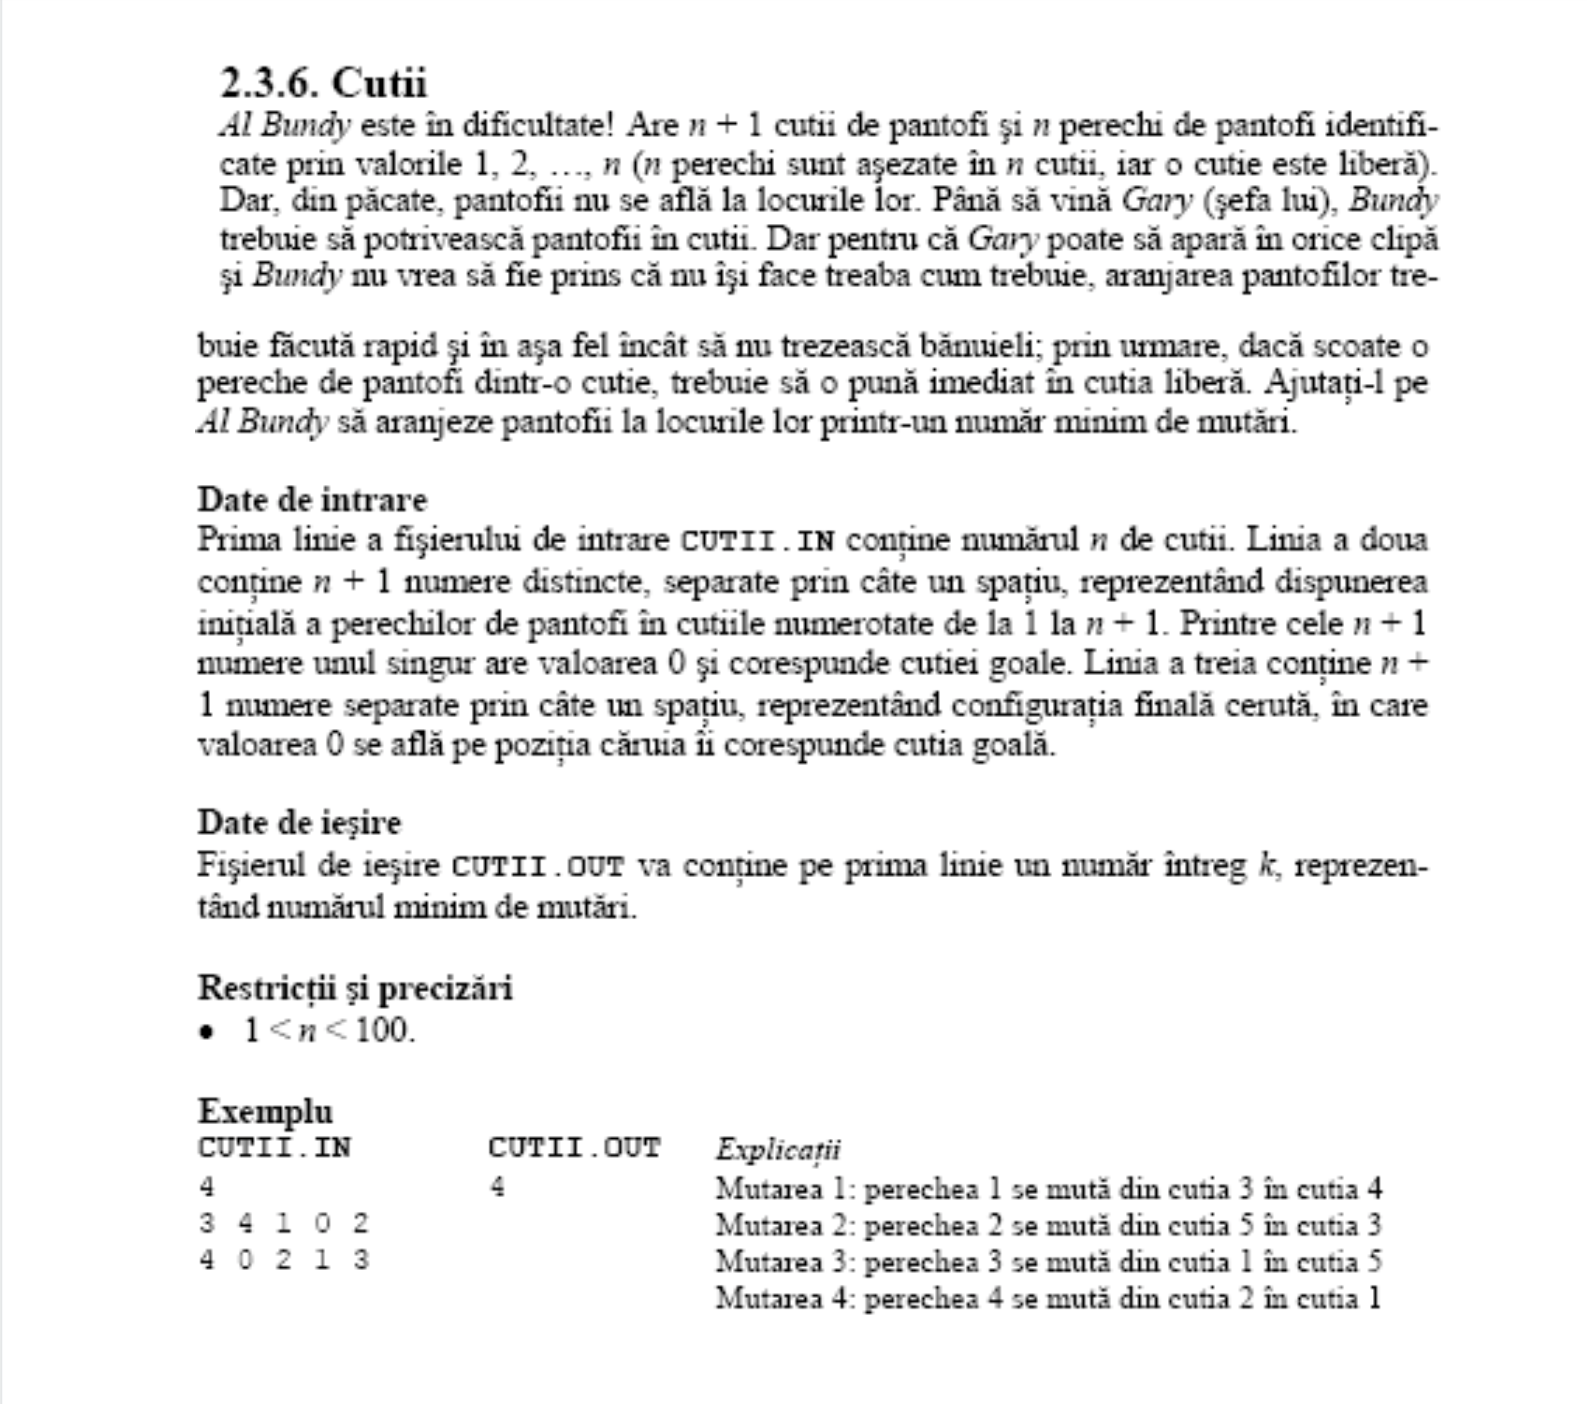 2.3.6. Cutii
Al Bundy este în dificultate! Are n + 1 cutii de pantofi şi n perechi de pantofi identifi-
cate prin valorile 1, 2, …, n (n perechi sunt aşezate în n cutii, iar o cutie este liberă).
Dar, din păcate, pantofii nu se află la locurile lor. Până să vină Gary (şefa lui), Bundy
trebuie să potrivească pantofii în cutii. Dar pentru că Gary poate să apară în orice clipă
şi Bundy nu vrea să fie prins că nu îşi face treaba cum trebuie, aranjarea pantofilor tre-
buie făcută rapid şi în aşa fel încât să nu trezească bănuieli; prin urmare, dacă scoate o
pereche de pantofi dintr-o cutie, trebuie să o pună imediat în cutia liberă. Ajutaţi-l pe
Al Bundy să aranjeze pantofii la locurile lor printr-un număr minim de mutări.
Date de intrare
Prima linie a fişierului de intrare CUTII.IN conţine numărul n de cutii. Linia a doua
conţine n + 1 numere distincte, separate prin câte un spaţiu, reprezentând dispunerea
iniţială a perechilor de pantofi în cutiile numerotate de la 1 la n + 1. Printre cele n + 1
numere unul singur are valoarea 0 şi corespunde cutiei goale. Linia a treia conţine n +
1 numere separate prin câte un spaţiu, reprezentând configuraţia finală cerută, în care
valoarea 0 se află pe poziţia căruia îi corespunde cutia goală.
Date de ieşire
Fişierul de ieşire CUTII.OUT va conţine pe prima linie un număr întreg k, reprezen-
tând numărul minim de mutări.
Restricţii şi precizări
• 1 < n < 100.
Exemplu
CUTII.IN CUTII.OUT Explicaţii
4 4 Mutarea 1: perechea 1 se mută din cutia 3 în cutia 4
3 4 1 0 2 Mutarea 2: perechea 2 se mută din cutia 5 în cutia 3
4 0 2 1 3 Mutarea 3: perechea 3 se mută din cutia 1 în cutia 5
Mutarea 4: perechea 4 se mută din cutia 2 în cutia 1